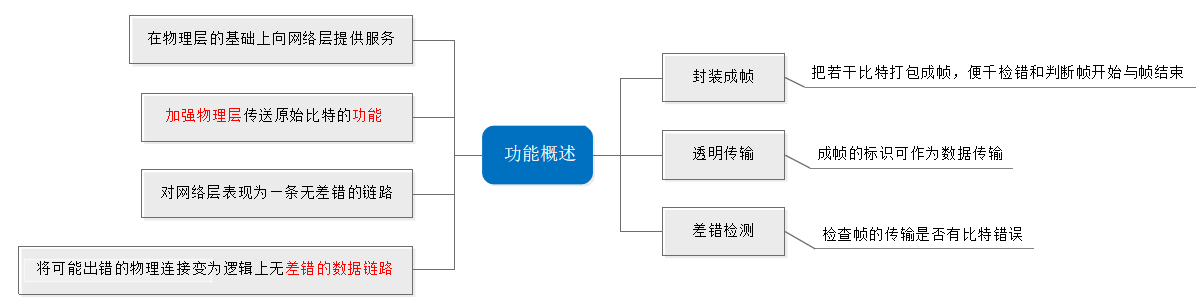 在物理层的基础上向网络层提供服务
加强物理层传送原始比特的功能
对网络层表现为一条无差错的链路
将可能出错的物理连接变为逻辑上无差错的数据链路
功能概述
封装成帧
把若干比特打包成帧，便千检错和判断帧开始与帧结束
透明传输
成帧的标识可作为数据传输
差错检测
检查帧的传输是否有比特错误